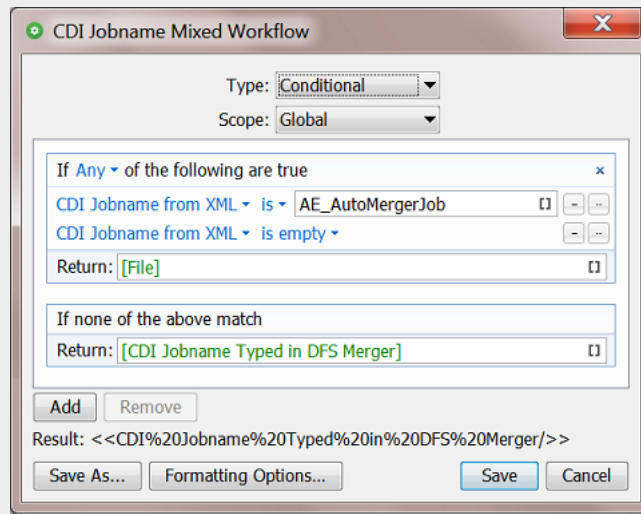 CDI Jobname Mixed Workflow
Type: Conditional
Scope: Global
If Any of the following are true
CDI Jobname from XML is AE_AutoMergerJob
CDI Jobname from XML is empty
Return: [File]
If none of the above match
Return: [CDI Jobname Typed in DFS Merger]
Add Remove
Result: <<CDI%20Jobname%20Typed%20in%20DFS%20Merger/>>
Save As... Formatting Options... Save Cancel